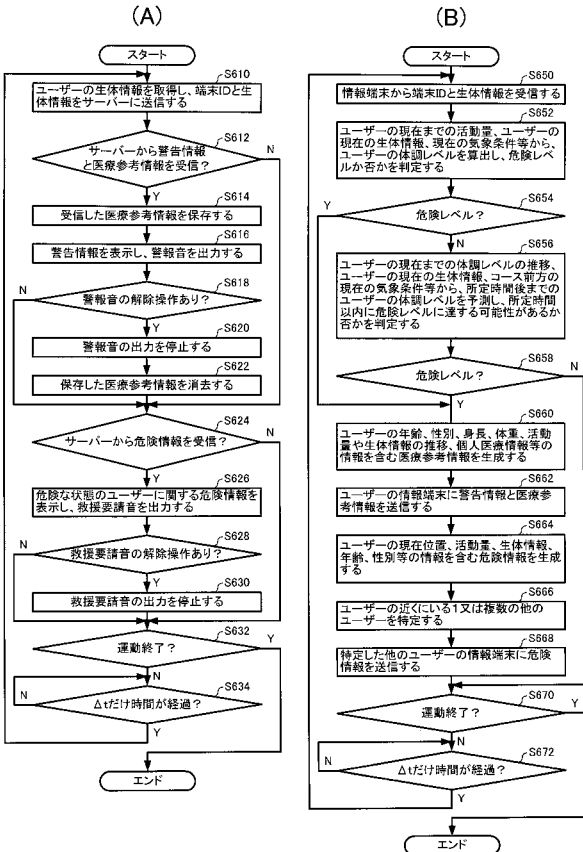 (A)
スタート
S610
ユーザーの生体情報を取得し、端末IDと生
体情報をサーバーに送信する
S612
サーバーから警告情報
と医療参考情報を受信？
N
Y
S614
受信した医療参考情報を保存する
S616
警告情報を表示し、警報音を出力する
S618
N
警報音の解除操作あり？
Y
S620
警報音の出力を停止する
S622
保存した医療参考情報を消去する
S624
サーバーから危険情報を受信？
N
Y
S626
危険な状態のユーザーに関する危険情報を
表示し、救援要請音を出力する
S628
N
救援要請音の解除操作あり？
Y
S630
救援要請音の出力を停止する
S632
運動終了？
Y
N
S634
N
Δtだけ時間が経過？
Y
エンド
(B)
スタート
S650
情報端末から端末IDと生体情報を受信する
S652
ユーザーの現在までの活動量、ユーザーの
現在の生体情報、現在の気象条件等から、
ユーザーの体調レベルを算出し、危険レベ
ルか否かを判定する
S654
Y
危険レベル？
N
S656
ユーザーの現在までの体調レベルの推移、
ユーザーの現在の生体情報、コース前方の
現在の気象条件等から、所定時間後までの
ユーザーの体調レベルを予測し、所定時間
以内に危険レベルに達する可能性があるか
否かを判定する
S658
危険レベル？
N
Y
S660
ユーザーの年齢、性別、身長、体重、活動
量や生体情報の推移、個人医療情報等の
情報を含む医療参考情報を生成する
S662
ユーザーの情報端末に警告情報と医療参
考情報を送信する
S664
ユーザーの現在位置、活動量、生体情報、
年齢、性別等の情報を含む危険情報を生成
する
S666
ユーザーの近くにいる1又は複数の他の
ユーザーを特定する
S668
特定した他のユーザーの情報端末に危険
情報を送信する
S670
運動終了？
Y
N
S672
N
Δtだけ時間が経過？
Y
エンド